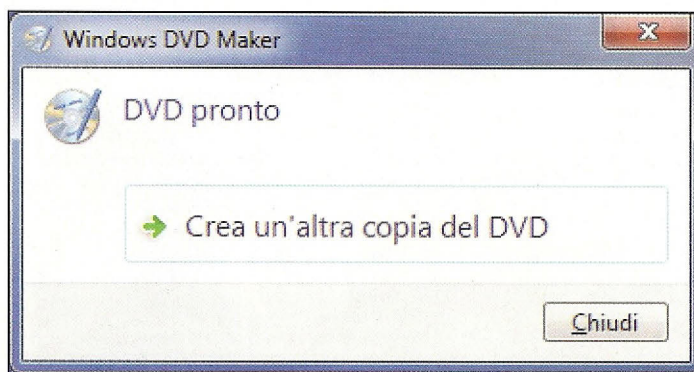 Windows DVD Maker
DVD pronto
Crea un'altra copia del DVD
Chiudi